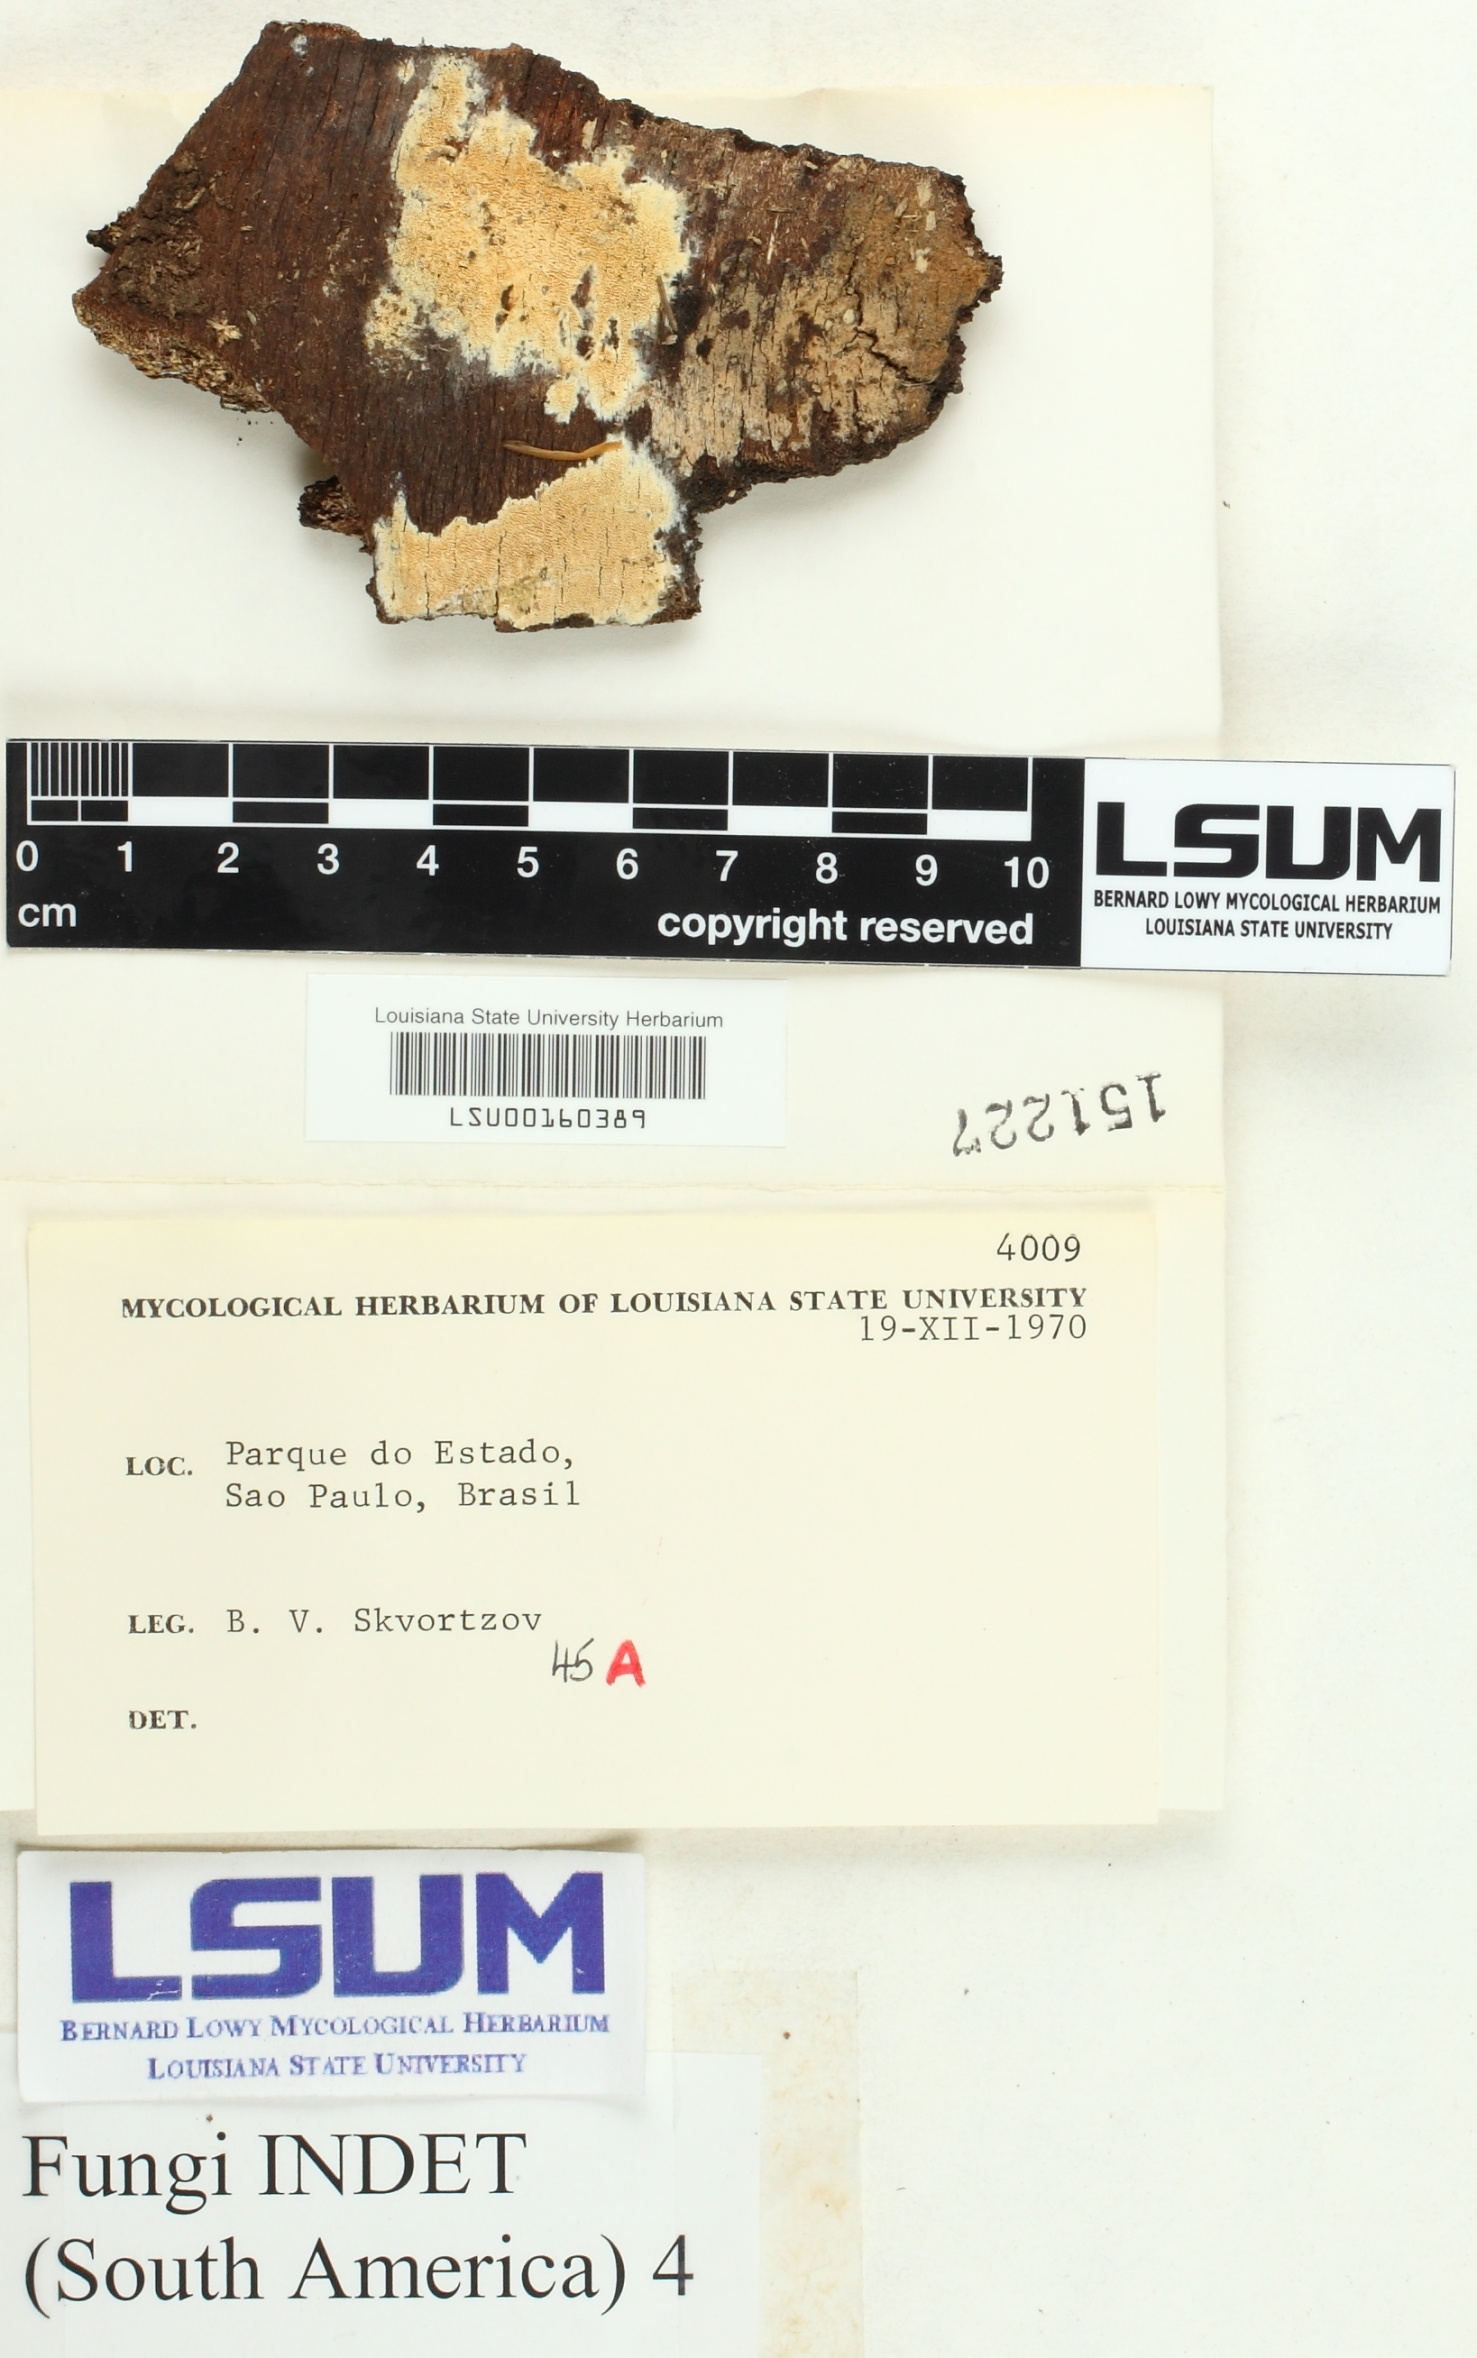 0 1 2 3 4 5 6 7 8 9 10
cm
copyright reserved
LSUM
BERNARD LOWY MYCOLOGICAL HERBARIUM
LOUISIANA STATE UNIVERSITY
Louisiana State University Herbarium
LSU00160389
151227
4009
MYCOLOGICAL HERBARIUM OF LOUISIANA STATE UNIVERSITY
19-XII-1970
LOC. Parque do Estado,
Sao Paulo, Brasil
LEG. B. V. Skvortzov
45 A
DET.
LSUM
BERNARD LOWY MYCOLOGICAL HERBARIUM
LOUISIANA STATE UNIVERSITY
Fungi INDET
(South America) 4